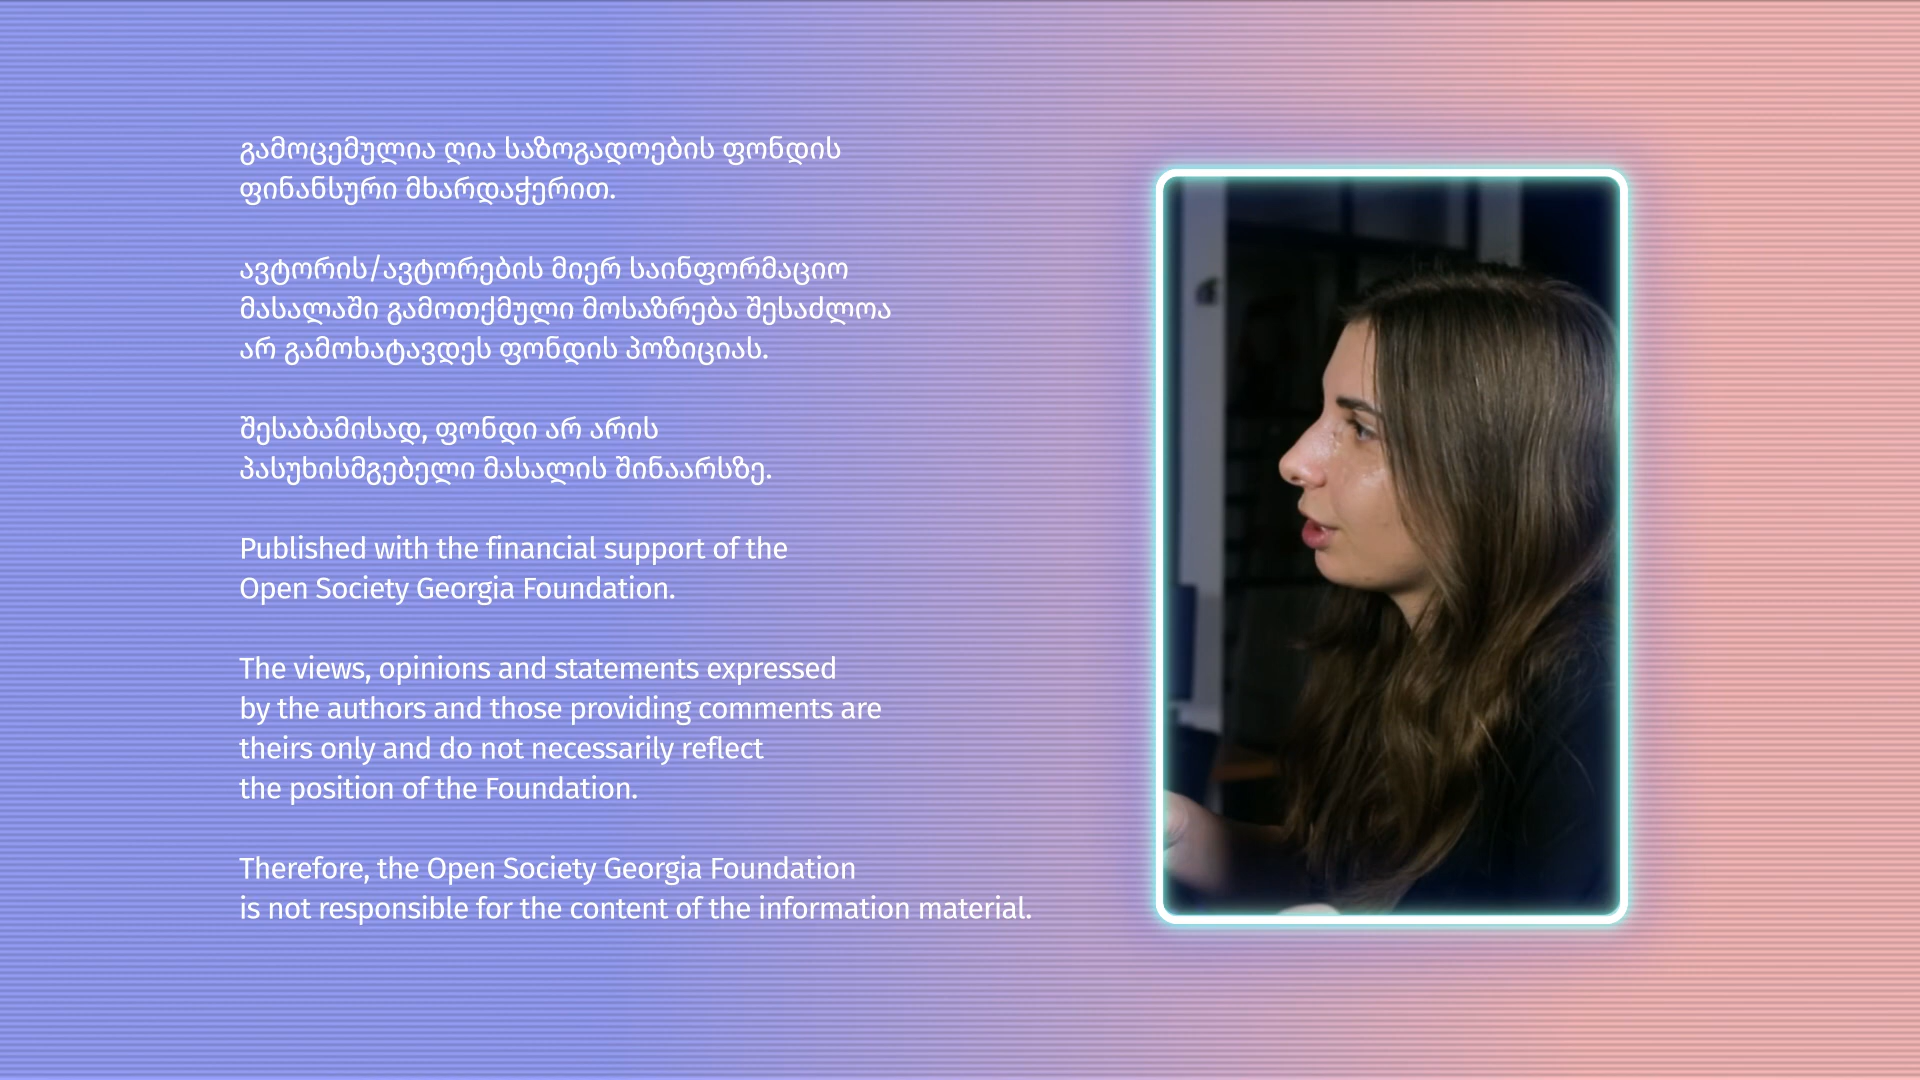 გამოცემულია ღია საზოგადოების ფონდის
ფინანსური მხარდაჭერით.
ავტორის/ავტორების მიერ საინფორმაციო
მასალაში გამოთქმული მოსაზრება შესაძლოა
არ გამოხატავდეს ფონდის პოზიციას.
შესაბამისად, ფონდი არ არის
პასუხისმგებელი მასალის შინაარსზე.
Published with the financial support of the
Open Society Georgia Foundation.
The views, opinions and statements expressed
by the authors and those providing comments are
theirs only and do not necessarily reflect
the position of the Foundation.
Therefore, the Open Society Georgia Foundation
is not responsible for the content of the information material.